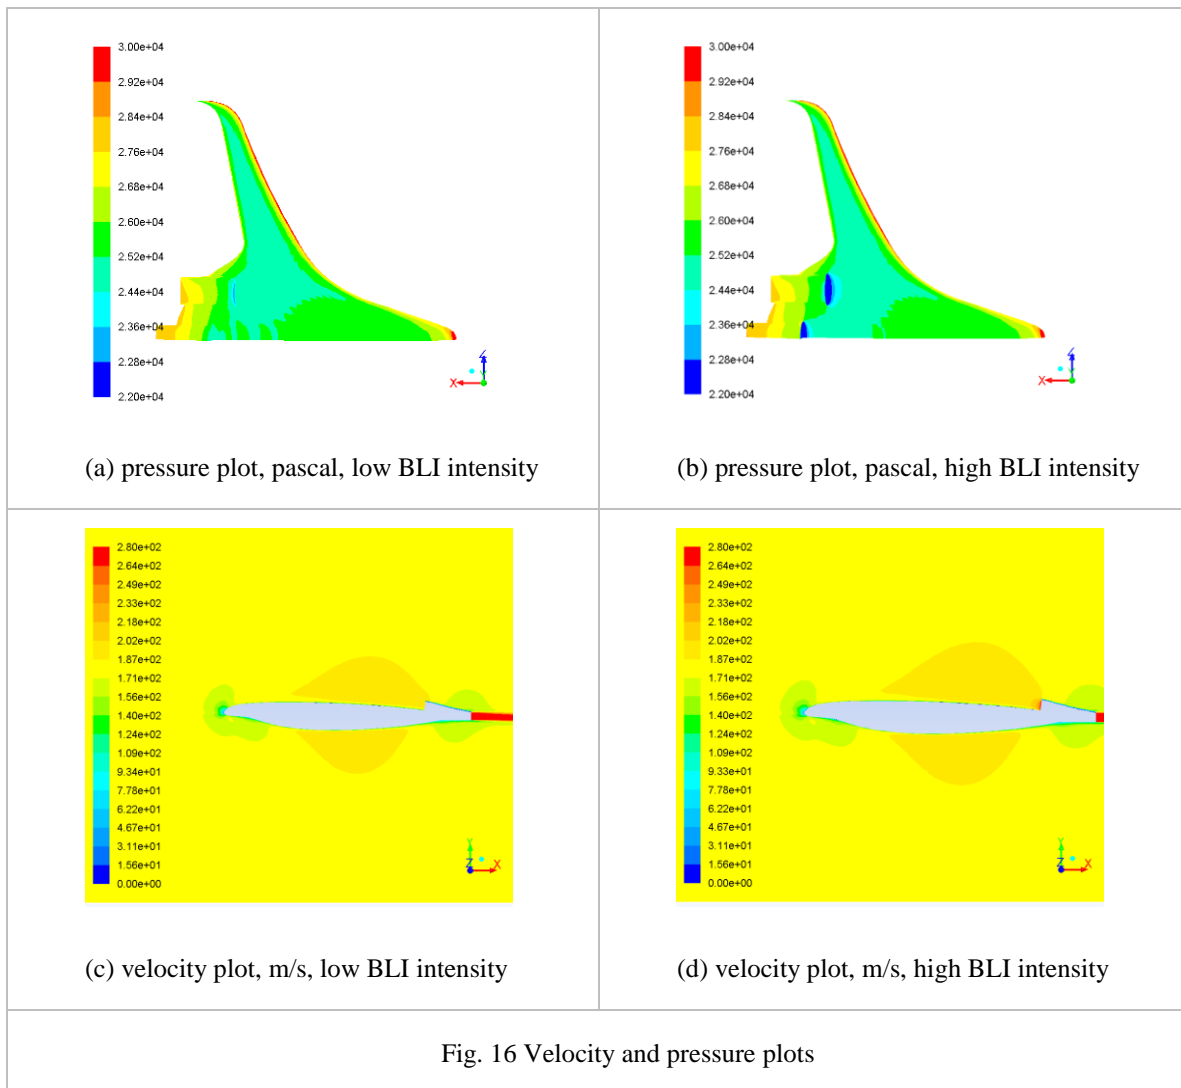 3.00e+04
2.92e+04
2.84e+04
2.76e+04
2.68e+04
2.60e+04
2.52e+04
2.44e+04
2.36e+04
2.28e+04
2.20e+04
X
Z
Y
(a) pressure plot, pascal, low BLI intensity
3.00e+04
2.92e+04
2.84e+04
2.76e+04
2.68e+04
2.60e+04
2.52e+04
2.44e+04
2.36e+04
2.28e+04
2.20e+04
X
Z
Y
(b) pressure plot, pascal, high BLI intensity
2.80e+02
2.64e+02
2.49e+02
2.33e+02
2.18e+02
2.02e+02
1.87e+02
1.71e+02
1.56e+02
1.40e+02
1.24e+02
1.09e+02
9.34e+01
7.78e+01
6.22e+01
4.67e+01
3.11e+01
1.56e+01
0.00e+00
Y
Z X
(c) velocity plot, m/s, low BLI intensity
2.80e+02
2.64e+02
2.49e+02
2.33e+02
2.18e+02
2.02e+02
1.87e+02
1.71e+02
1.56e+02
1.40e+02
1.24e+02
1.09e+02
9.33e+01
7.78e+01
6.22e+01
4.67e+01
3.11e+01
1.56e+01
0.00e+00
Y
Z X
(d) velocity plot, m/s, high BLI intensity
Fig. 16 Velocity and pressure plots